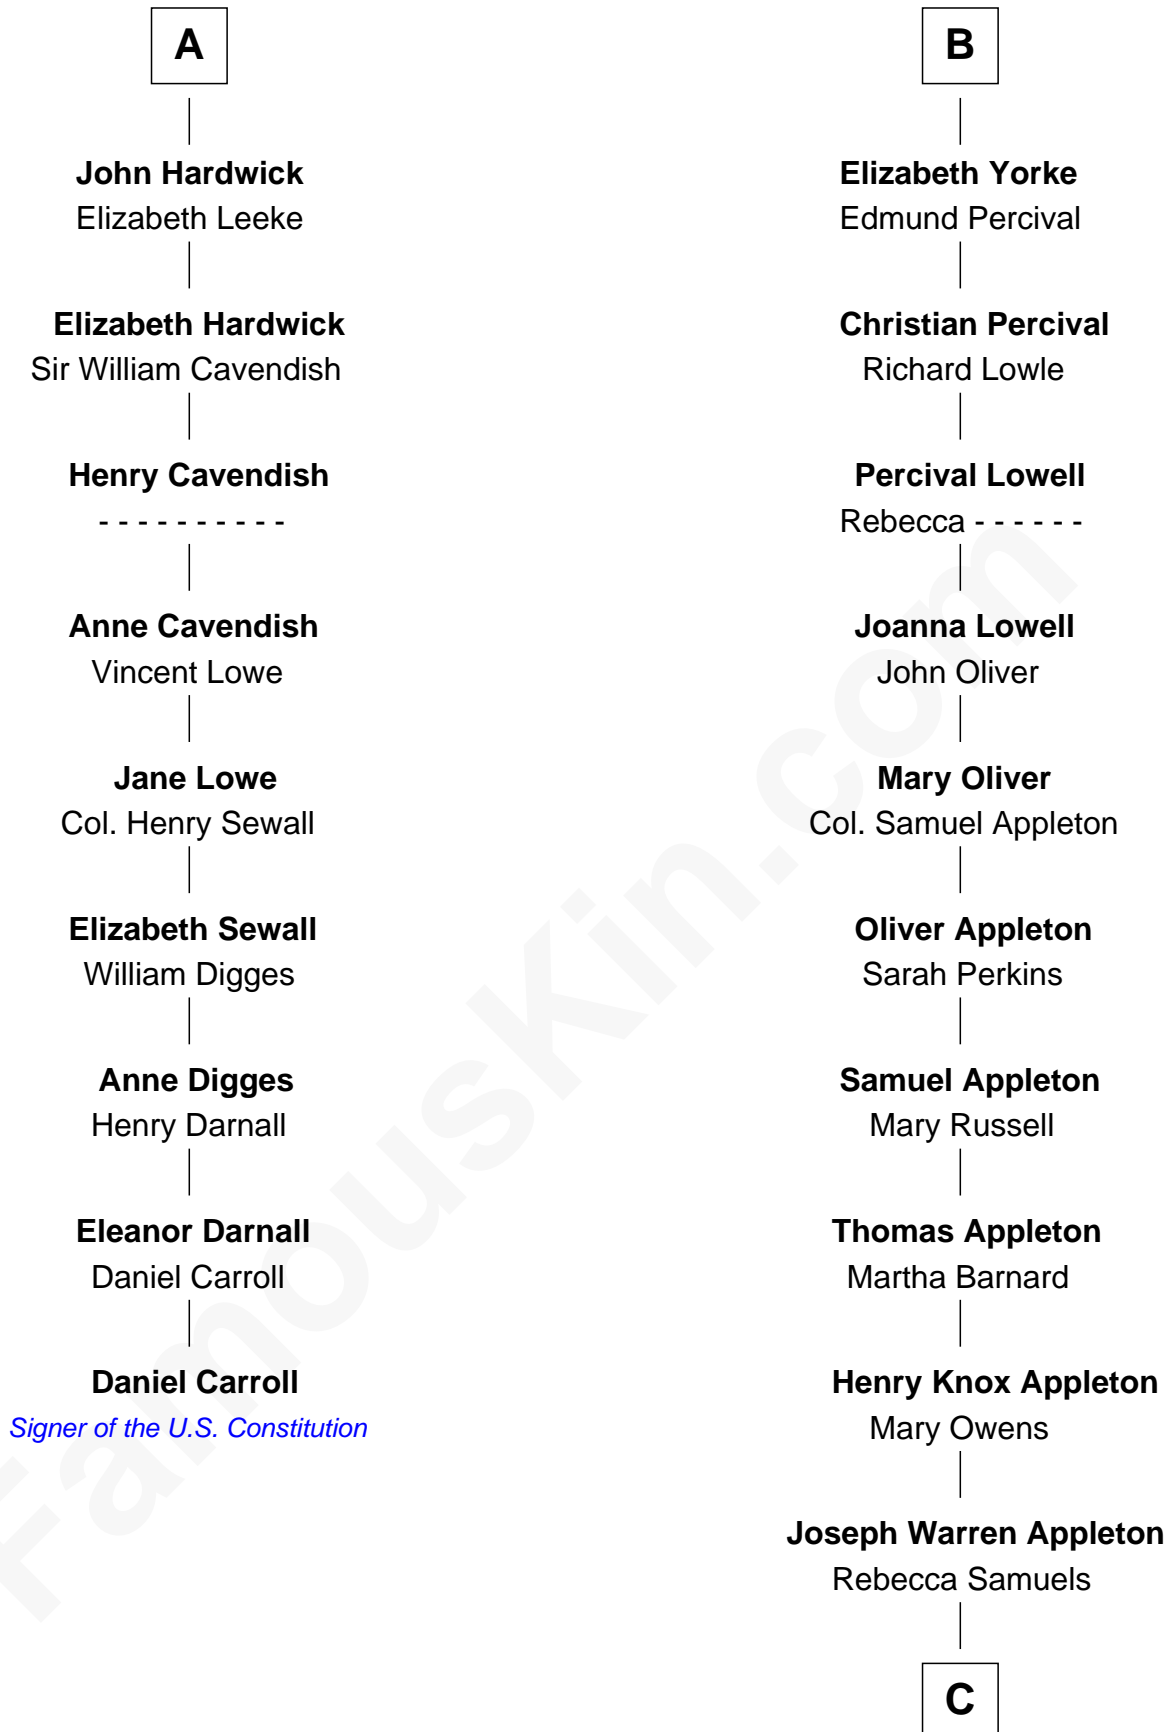 A
John Hardwick
Elizabeth Leeke
Elizabeth Hardwick
Sir William Cavendish
Henry Cavendish
- - - - - - - - - -
Anne Cavendish
Vincent Lowe
Jane Lowe
Col. Henry Sewall
Elizabeth Sewall
William Digges
Anne Digges
Henry Darnall
Eleanor Darnall
Daniel Carroll
Daniel Carroll
Signer of the U.S. Constitution
B
Elizabeth Yorke
Edmund Percival
Christian Percival
Richard Lowle
Percival Lowell
Rebecca - - - - - -
Joanna Lowell
John Oliver
Mary Oliver
Col. Samuel Appleton
Oliver Appleton
Sarah Perkins
Samuel Appleton
Mary Russell
Thomas Appleton
Martha Barnard
Henry Knox Appleton
Mary Owens
Joseph Warren Appleton
Rebecca Samuels
C
FamousKin.com